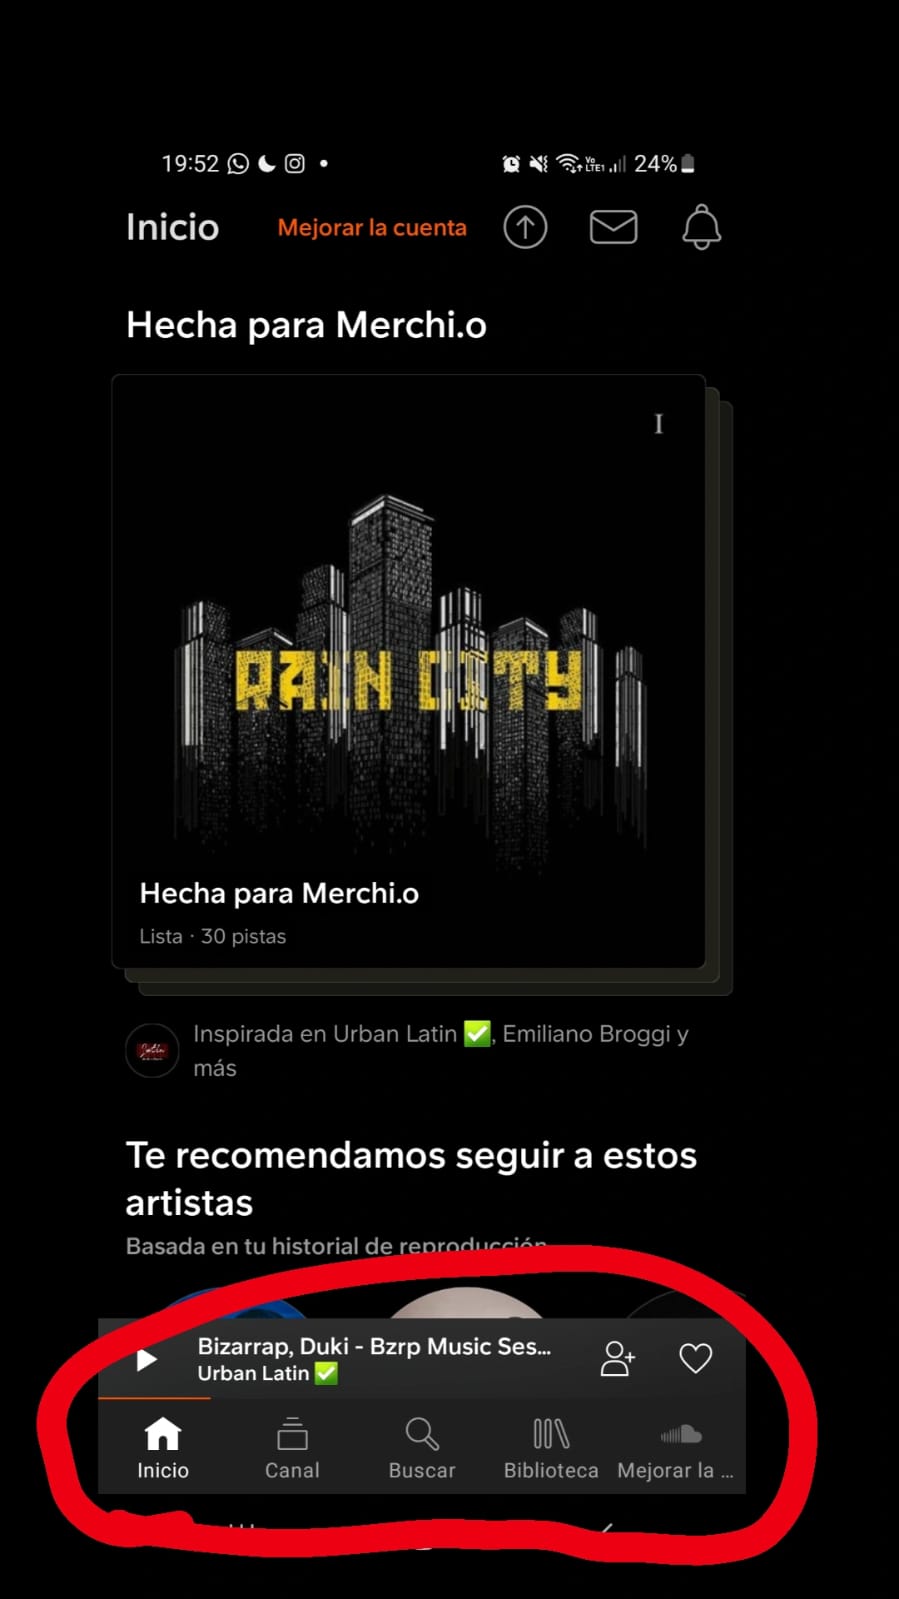 19:52
Vo
LTE1
24%
Inicio
Mejorar la cuenta
Hecha para Merchi.o
I
RAIN CITY
Hecha para Merchi.o
Lista · 30 pistas
Inspirada en Urban Latin ✅, Emiliano Broggi y
más
Te recomendamos seguir a estos
artistas
Basada en tu historial de reproducción
Bizarrap, Duki - Bzrp Music Ses...
Urban Latin ✅
Inicio
Canal
Buscar
Biblioteca
Mejorar la ...